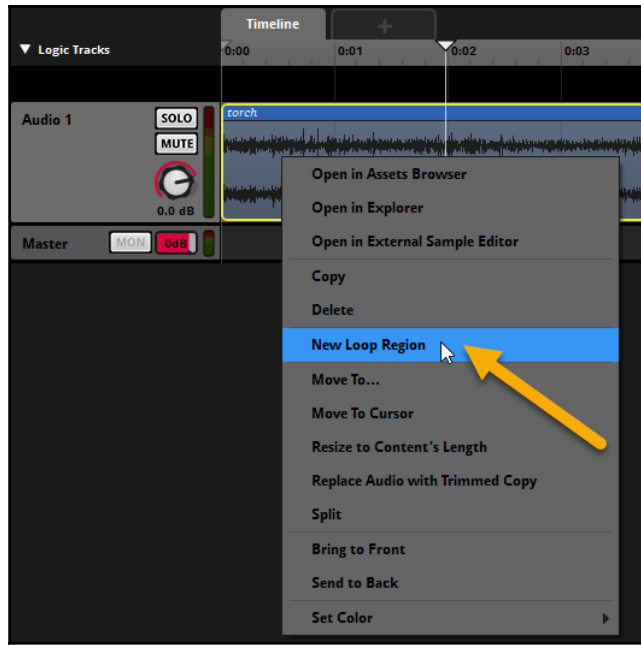 Timeline
+
Logic Tracks
0:00 0:01 0:02 0:03
Audio 1
SOLO
torch
MUTE
0.0 dB
Master
MON
0dB
Open in Assets Browser
Open in Explorer
Open in External Sample Editor
Copy
Delete
New Loop Region
Move To...
Move To Cursor
Resize to Content's Length
Replace Audio with Trimmed Copy
Split
Bring to Front
Send to Back
Set Color